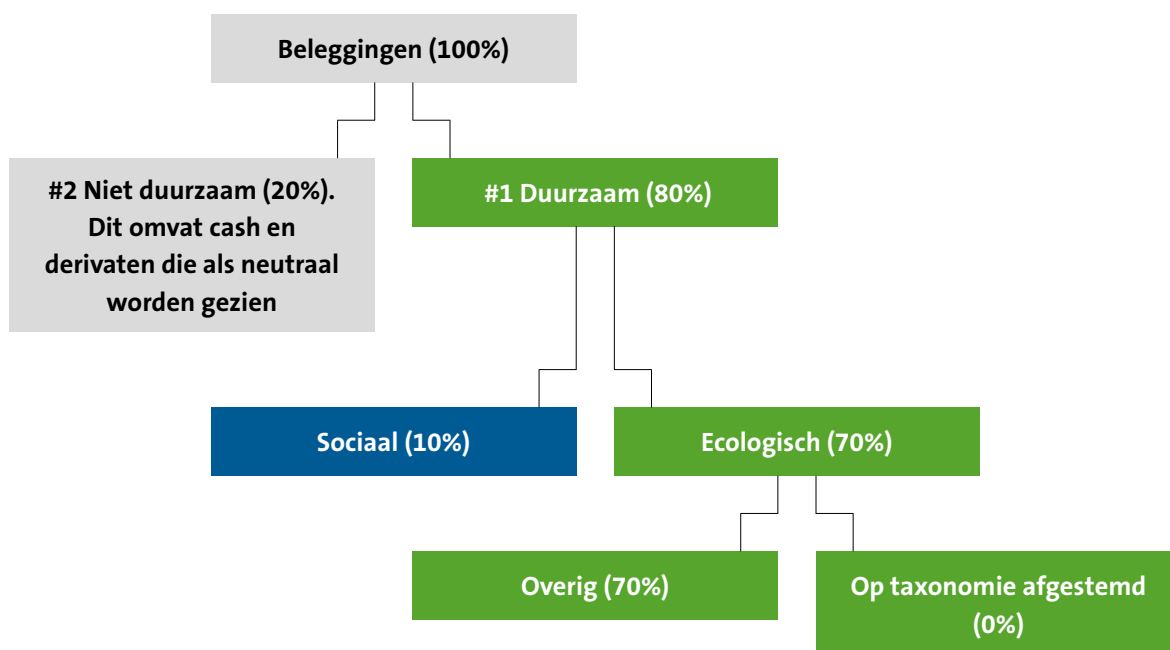 Beleggingen (100%)
#2 Niet duurzaam (20%).
Dit omvat cash en
derivaten die als neutraal
worden gezien
#1 Duurzaam (80%)
Sociaal (10%)
Ecologisch (70%)
Overig (70%)
Op taxonomie afgestemd
(0%)